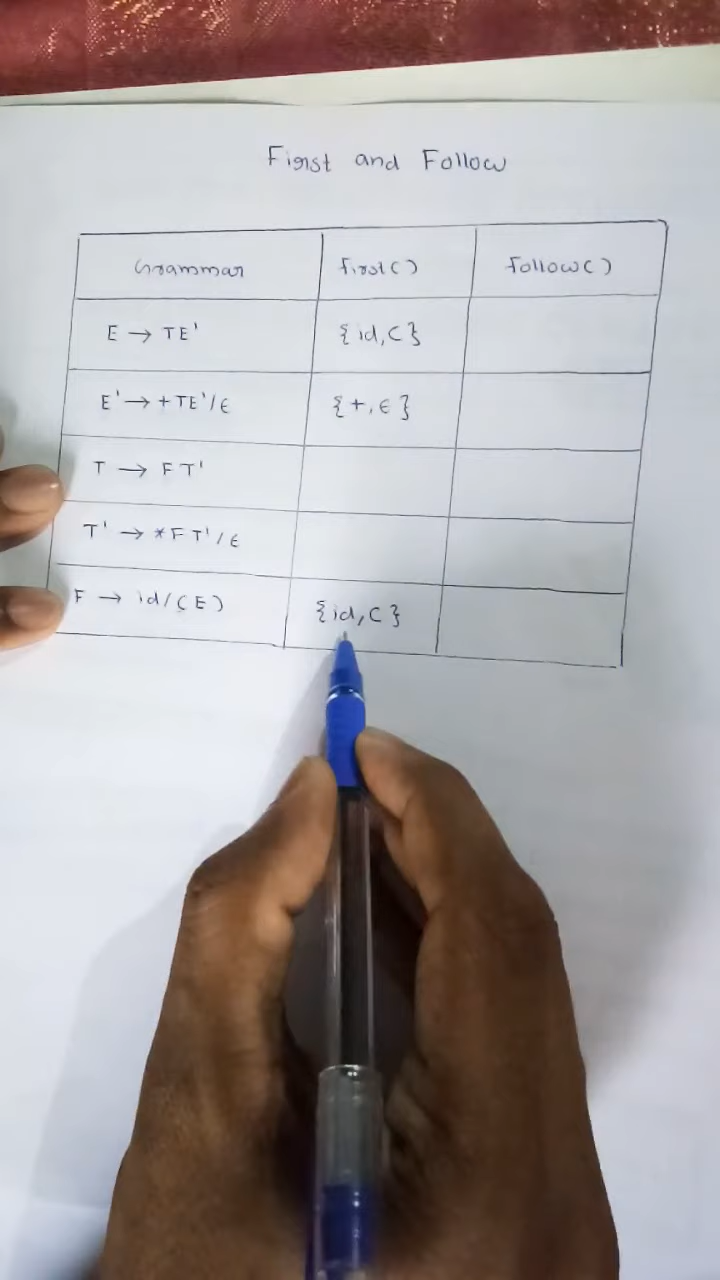 First and Follow
Grammar First() Follow()
E → TE' {id, ( }
E' → +TE'/ε {+, ε}
T → FT'
T' → *FT'/ε
F → id/(E) {id, ( }